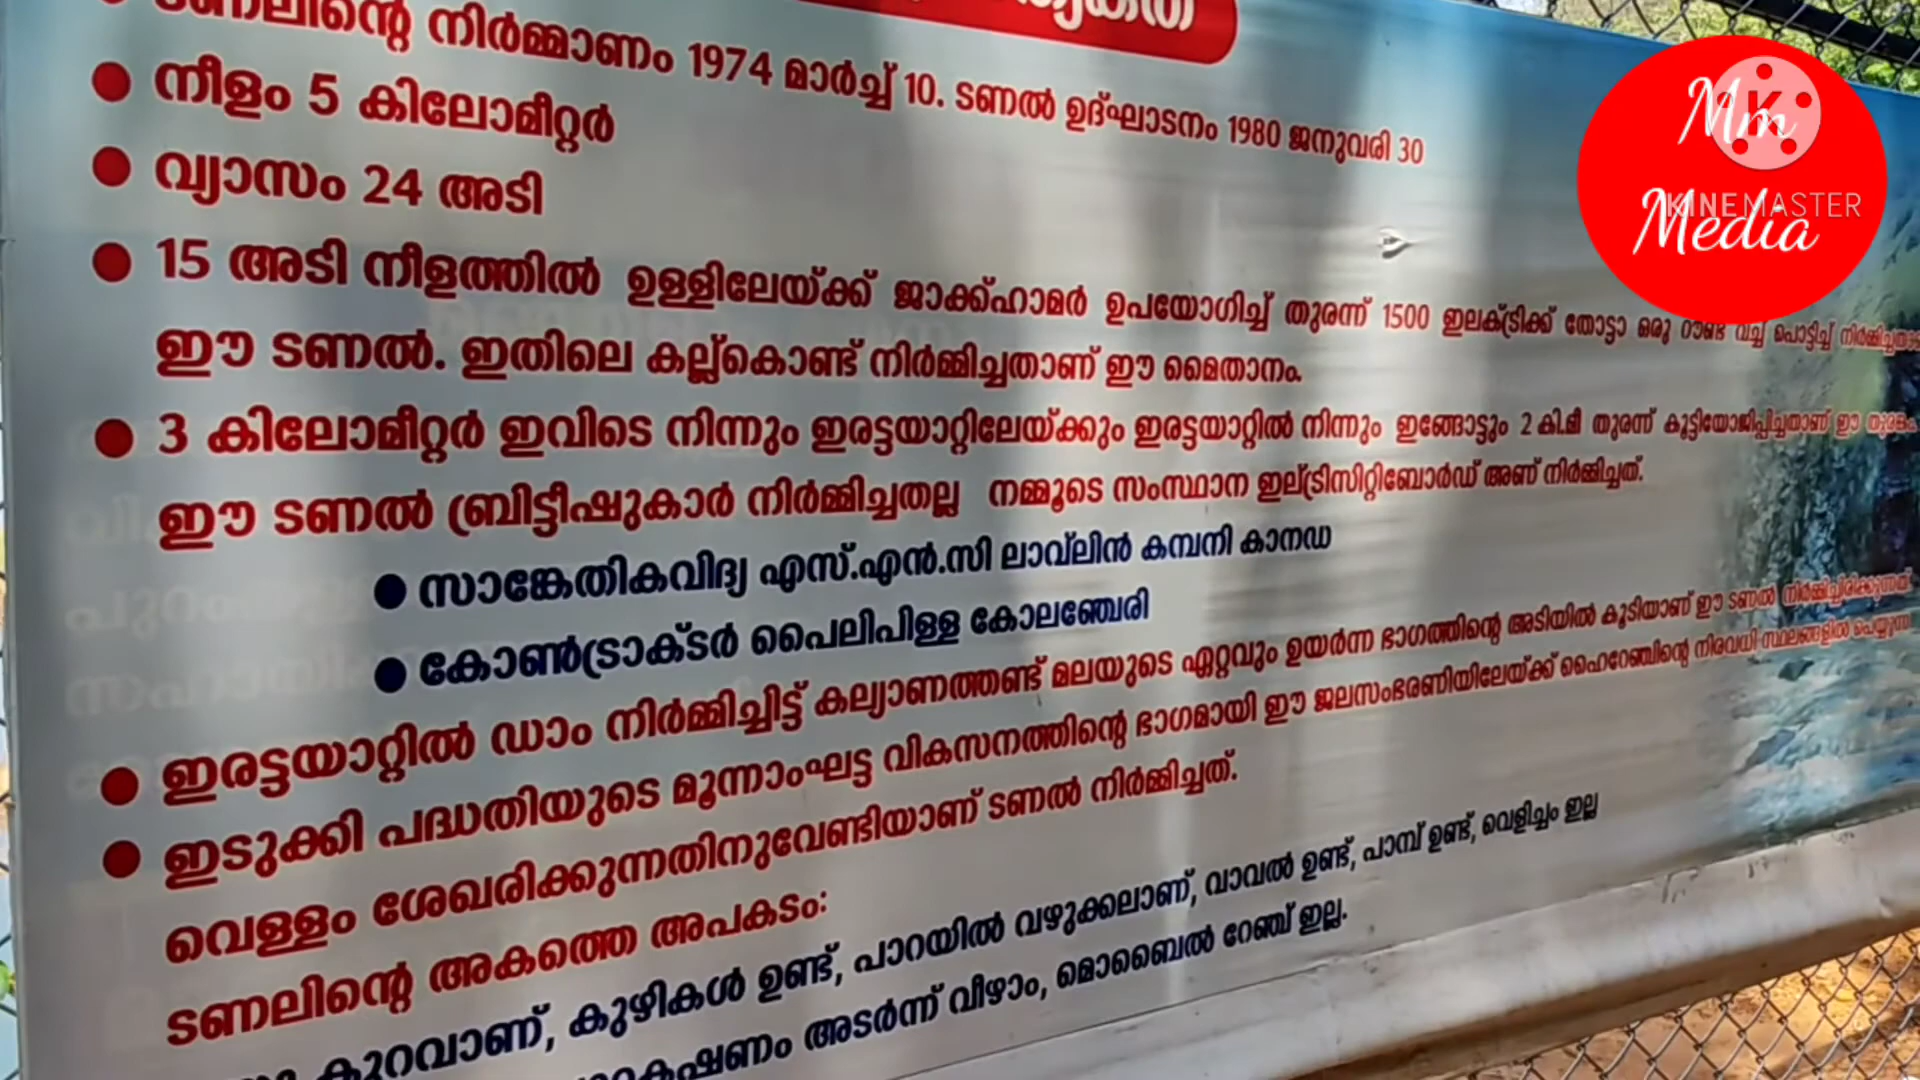 നിർമ്മാണം 1974 മാർച്ച് 10. ടണൽ ഉദ്ഘാടനം 1980 ജനുവരി 30
● നീളം 5 കിലോമീറ്റർ
● വ്യാസം 24 അടി
● 15 അടി നീളത്തിൽ ഉള്ളിലേയ്ക്ക് ജാക്ക്ഹാമർ ഉപയോഗിച്ച് തുരന്ന് 1500 ഇലക്ട്രിക്ക് തോട്ടാ ഒരു റൗണ്ട് വച്ച് പൊട്ടിച്ച്
ഈ ടണൽ. ഇതിലെ കല്ല്കൊണ്ട് നിർമ്മിച്ചതാണ് ഈ മൈതാനം.
● 3 കിലോമീറ്റർ ഇവിടെ നിന്നും ഇരട്ടയാറ്റിലേയ്ക്കും ഇരട്ടയാറ്റിൽ നിന്നും ഇങ്ങോട്ടും 2 കി.മീ തുരന്ന് കൂട്ടിയോജിപ്പിച്ചതാണ് ഈ തുരങ്കം.
ഈ ടണൽ ബ്രിട്ടീഷുകാർ നിർമ്മിച്ചതല്ല നമ്മൂടെ സംസ്ഥാന ഇല്ട്രിസിറ്റിബോർഡ് അണ് നിർമ്മിച്ചത്.
● സാങ്കേതികവിദ്യ എസ്.എൻ.സി ലാവ്ലിൻ കമ്പനി കാനഡ
● കോൺട്രാക്ടർ പൈലിപിള്ള കോലഞ്ചേരി
● ഇരട്ടയാറ്റിൽ ഡാം നിർമ്മിച്ചിട്ട് കല്യാണത്തണ്ട് മലയുടെ ഏറ്റവും ഉയർന്ന ഭാഗത്തിന്റെ അടിയിൽ കൂടിയാണ് ഈ ടണൽ നിർമ്മിച്ചിരിക്കുന്നത്
● ഇടുക്കി പദ്ധതിയുടെ മൂന്നാംഘട്ട വികസനത്തിന്റെ ഭാഗമായി ഈ ജലസംഭരണിയിലേയ്ക്ക് ഹൈറേഞ്ചിന്റെ നിരവധി സ്ഥലങ്ങളിൽ പെയ്യുന്ന
വെള്ളം ശേഖരിക്കുന്നതിനുവേണ്ടിയാണ് ടണൽ നിർമ്മിച്ചത്.
ടണലിന്റെ അകത്തെ അപകടം:
കുറവാണ്, കുഴികൾ ഉണ്ട്, പാറയിൽ വഴുക്കലാണ്, വാവൽ ഉണ്ട്, പാമ്പ് ഉണ്ട്, വെളിച്ചം ഇല്ല
അടർന്ന് വീഴാം, മൊബൈൽ റേഞ്ച് ഇല്ല.
Mm
Media
KINEMASTER